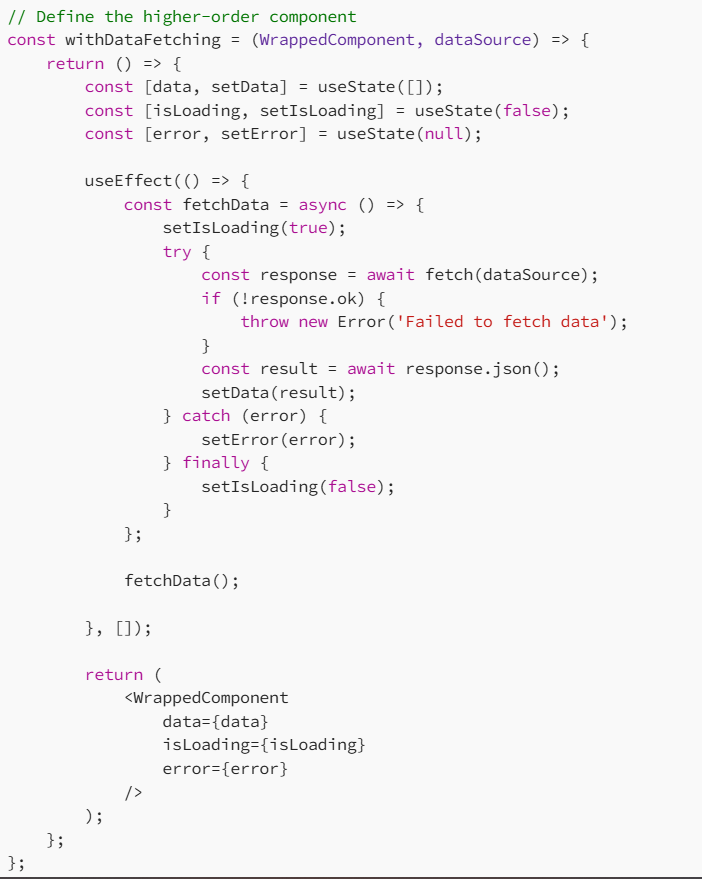 // Define the higher-order component
const withDataFetching = (WrappedComponent, dataSource) => {
    return () => {
        const [data, setData] = useState([]);
        const [isLoading, setIsLoading] = useState(false);
        const [error, setError] = useState(null);

        useEffect(() => {
            const fetchData = async () => {
                setIsLoading(true);
                try {
                    const response = await fetch(dataSource);
                    if (!response.ok) {
                        throw new Error('Failed to fetch data');
                    }
                    const result = await response.json();
                    setData(result);
                } catch (error) {
                    setError(error);
                } finally {
                    setIsLoading(false);
                }
            };

            fetchData();

        }, []);

        return (
            <WrappedComponent
                data={data}
                isLoading={isLoading}
                error={error}
            />
        );
    };
};